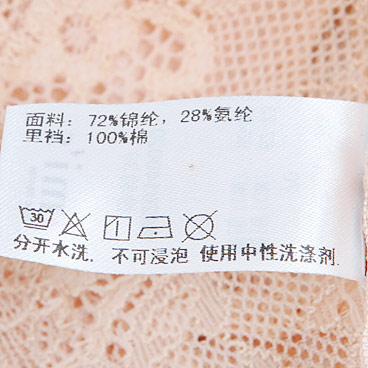 面料: 72%锦纶, 28%氨纶
里裆: 100%棉
30
分开水洗. 不可浸泡 使用中性洗涤剂.